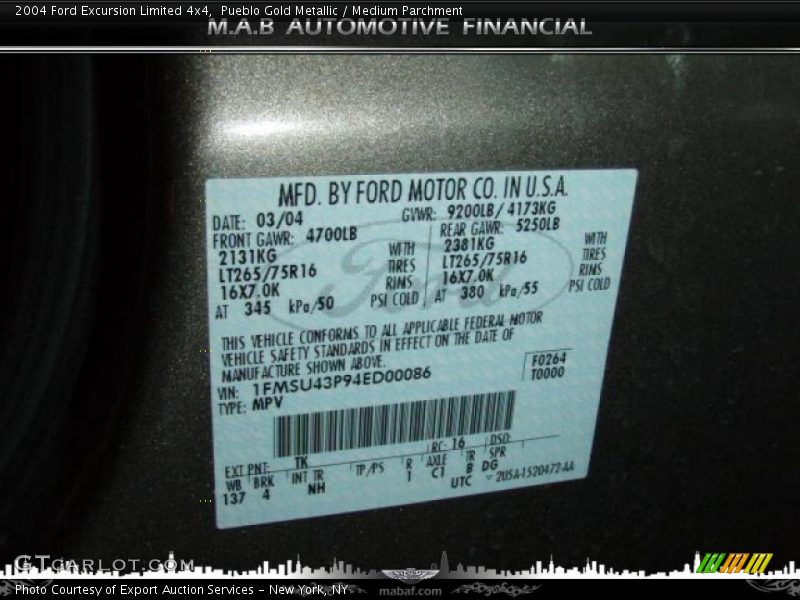 2004 Ford Excursion Limited 4x4, Pueblo Gold Metallic / Medium Parchment
M.A.B AUTOMOTIVE FINANCIAL
MFD. BY FORD MOTOR CO. IN U.S.A.
DATE: 03/04 GVWR: 9200LB/ 4173KG
FRONT GAWR: 4700LB REAR GAWR: 5250LB
2131KG WITH 2381KG WITH
LT265/75R16 TIRES LT265/75R16 TIRES
16X7.0K RIMS 16X7.0K RIMS
AT 345 kPa/50 PSI COLD AT 380 kPa/55 PSI COLD
THIS VEHICLE CONFORMS TO ALL APPLICABLE FEDERAL MOTOR
VEHICLE SAFETY STANDARDS IN EFFECT ON THE DATE OF
MANUFACTURE SHOWN ABOVE.
VIN: 1FMSU43P94ED00086 F0264
TYPE: MPV T0000
EXT PNT: TK RC: 16 DSO:
WB BRK INT TR TP/PS R AXLE TR SPR
137 4 NH 1 C1 B DG
UTC 2U5A-1520472-AA
Ford
GTcarlot.com
Photo Courtesy of Export Auction Services - New York, NY mabaf.com